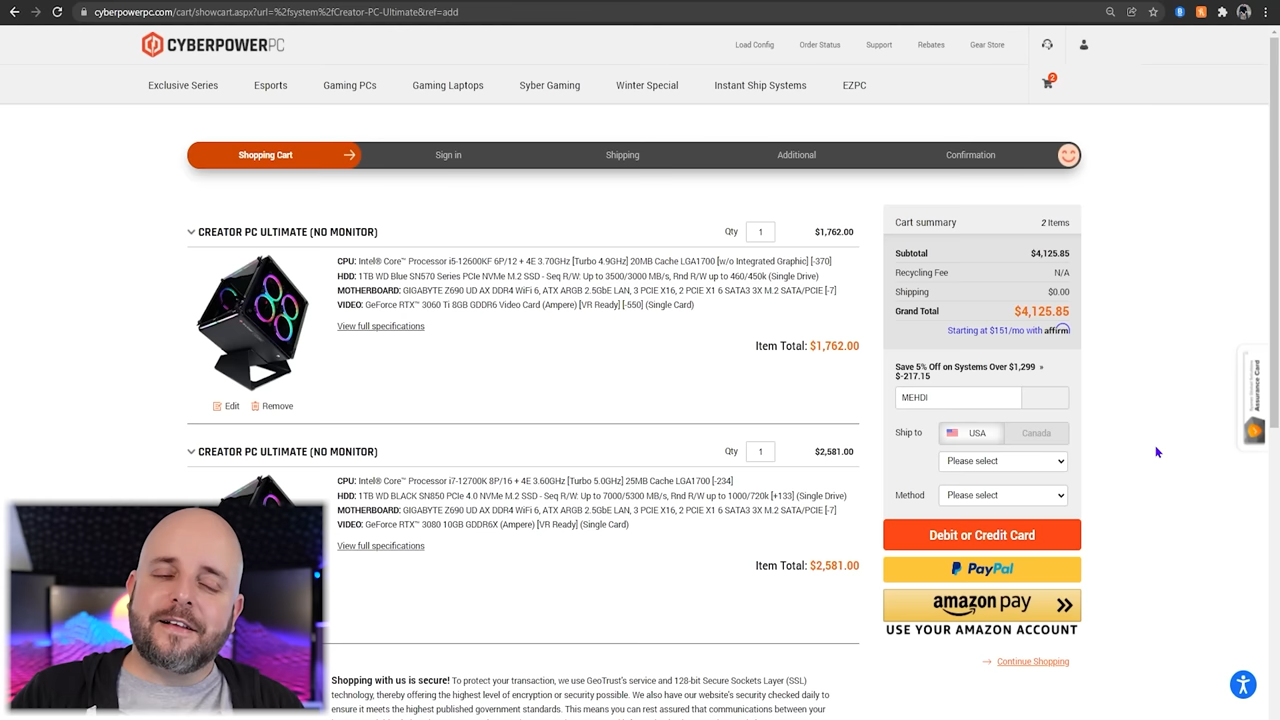 cyberpowerpc.com/cart/showcart.aspx?url=%2fsystem%2fCreator-PC-Ultimate&ref=add
CYBERPOWERPC
Load Config Order Status Support Rebates Gear Store
Exclusive Series Esports Gaming PCs Gaming Laptops Syber Gaming Winter Special Instant Ship Systems EZPC
2
Shopping Cart Sign in Shipping Additional Confirmation
CREATOR PC ULTIMATE (NO MONITOR) Qty 1 $1,762.00
CPU: Intel® Core™ Processor i5-12600KF 6P/12 + 4E 3.70GHz [Turbo 4.9GHz] 20MB Cache LGA1700 [w/o Integrated Graphic] [-370]
HDD: 1TB WD Blue SN570 Series PCIe NVMe M.2 SSD - Seq R/W: Up to 3500/3000 MB/s, Rnd R/W up to 460/450k (Single Drive)
MOTHERBOARD: GIGABYTE Z690 UD AX DDR4 WiFi 6, ATX ARGB 2.5GbE LAN, 3 PCIE X16, 2 PCIE X1 6 SATA3 3X M.2 SATA/PCIE [-7]
VIDEO: GeForce RTX™ 3060 Ti 8GB GDDR6 Video Card (Ampere) [VR Ready] [-550] (Single Card)
View full specifications
Item Total: $1,762.00
Edit Remove
CREATOR PC ULTIMATE (NO MONITOR) Qty 1 $2,581.00
CPU: Intel® Core™ Processor i7-12700K 8P/16 + 4E 3.60GHz [Turbo 5.0GHz] 25MB Cache LGA1700 [-234]
HDD: 1TB WD BLACK SN850 PCIe 4.0 NVMe M.2 SSD - Seq R/W: Up to 7000/5300 MB/s, Rnd R/W up to 1000/720k [+133] (Single Drive)
MOTHERBOARD: GIGABYTE Z690 UD AX DDR4 WiFi 6, ATX ARGB 2.5GbE LAN, 3 PCIE X16, 2 PCIE X1 6 SATA3 3X M.2 SATA/PCIE [-7]
VIDEO: GeForce RTX™ 3080 10GB GDDR6X (Ampere) [VR Ready] (Single Card)
View full specifications
Item Total: $2,581.00
Shopping with us is secure! To protect your transaction, we use GeoTrust's service and 128-bit Secure Sockets Layer (SSL)
technology, thereby offering the highest level of encryption or security possible. We also have our website's security checked daily to
ensure it meets the highest published government standards. This means you can rest assured that communications between your
Cart summary 2 Items
Subtotal $4,125.85
Recycling Fee N/A
Shipping $0.00
Grand Total $4,125.85
Starting at $151/mo with affirm
Save 5% Off on Systems Over $1,299 »
$-217.15
MEHDI
Ship to USA Canada
Please select
Method Please select
Debit or Credit Card
PayPal
amazon pay
USE YOUR AMAZON ACCOUNT
Continue Shopping
Assurance Card